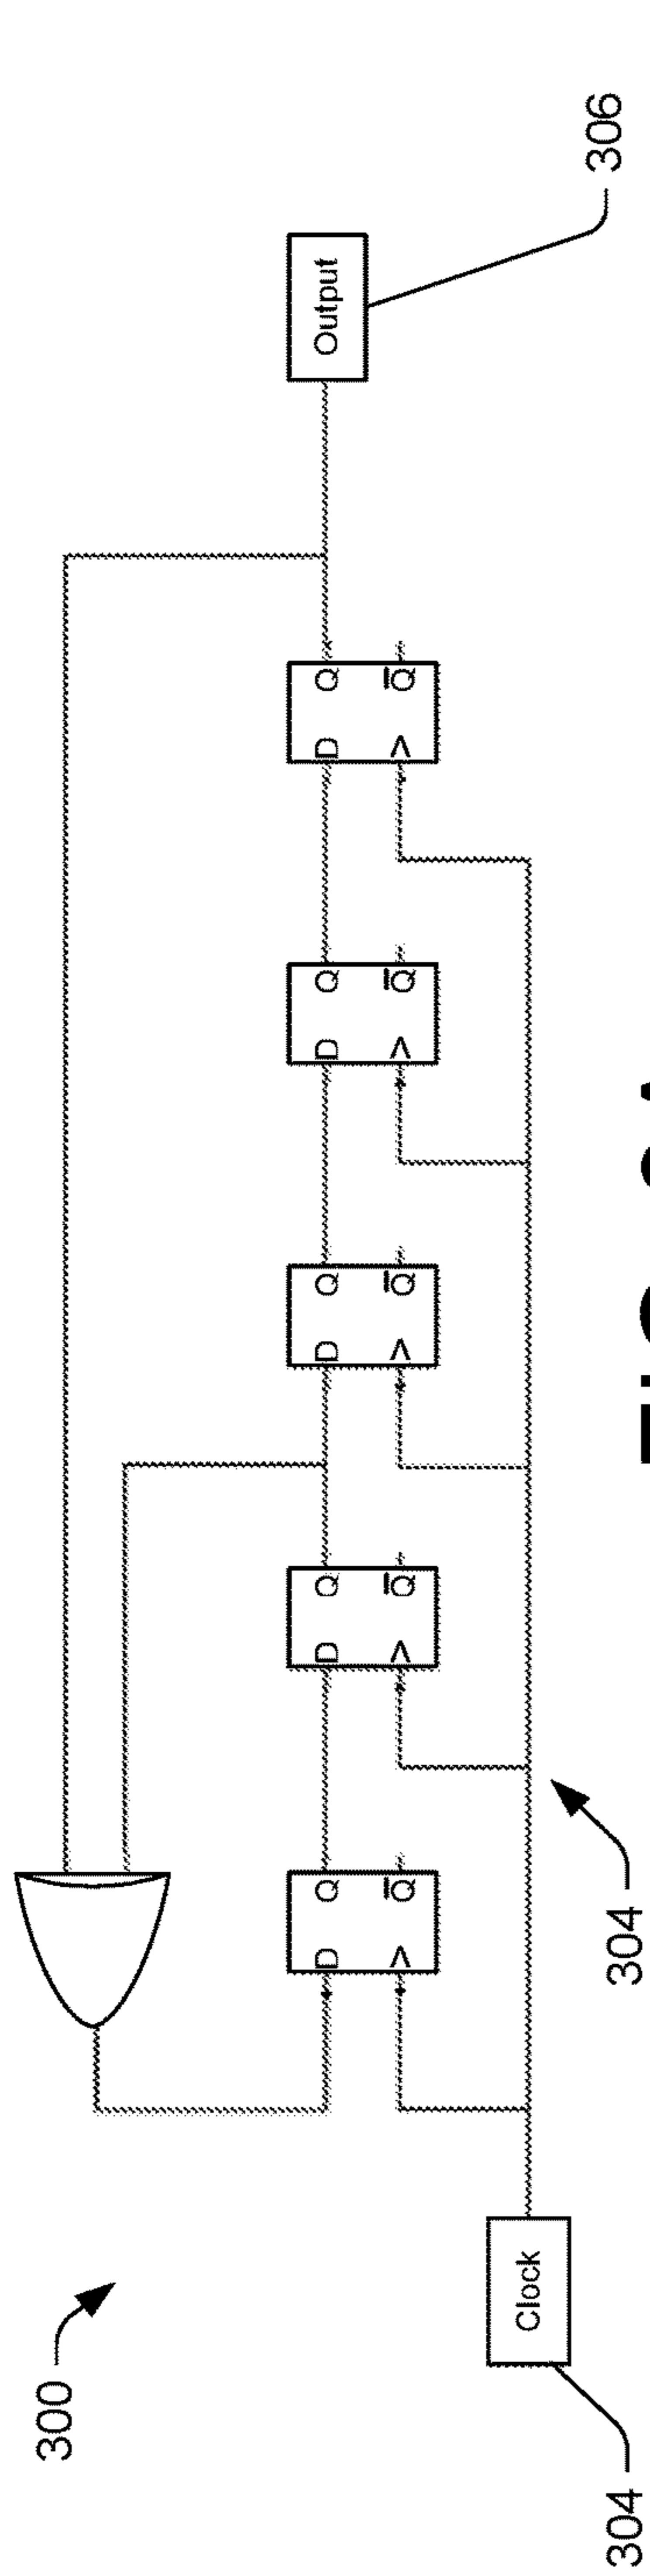 300
D Q D Q D Q D Q D Q Output
Q̅ Q̅ Q̅ Q̅ Q̅
Clock
304 304 306